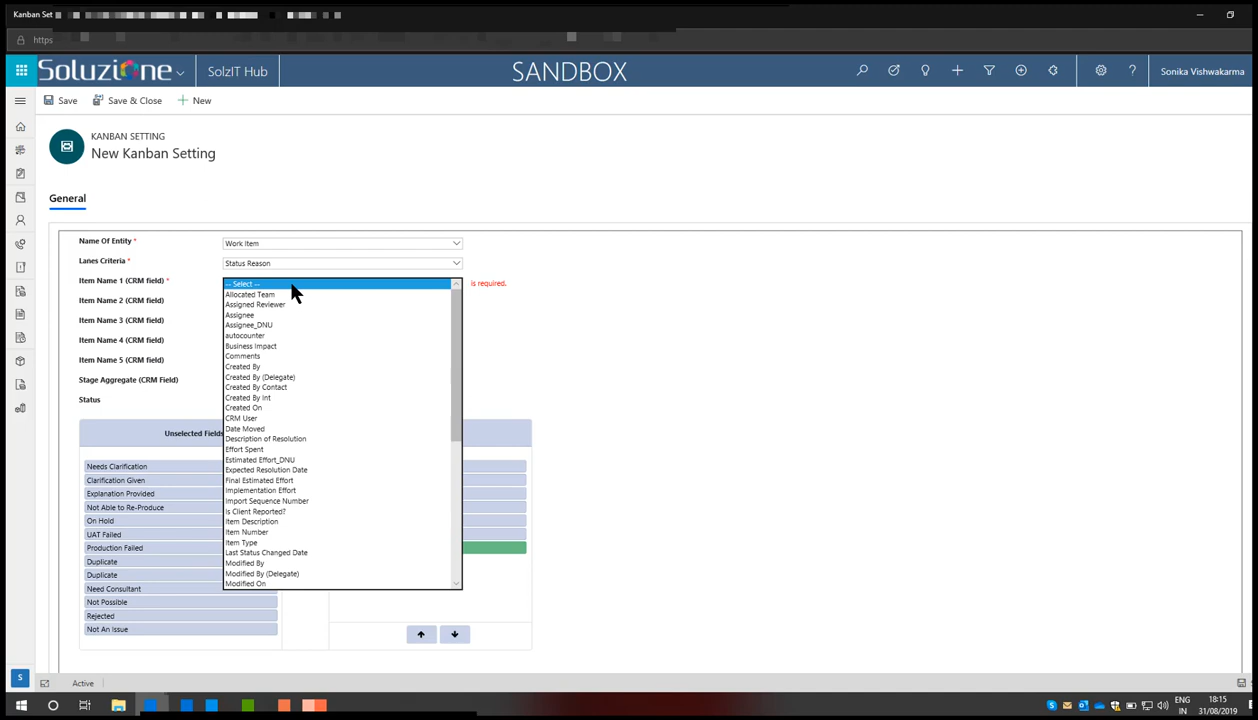 Kanban Set
https
Soluzione
SolzIT Hub
SANDBOX
Sonika Vishwakarma
Save
Save & Close
New
KANBAN SETTING
New Kanban Setting
General
Name Of Entity *
Work Item
Lanes Criteria *
Status Reason
Item Name 1 (CRM field) *
is required.
Item Name 2 (CRM field)
Item Name 3 (CRM field)
Item Name 4 (CRM field)
Item Name 5 (CRM field)
Stage Aggregate (CRM Field)
Status
-- Select --
Allocated Team
Assigned Reviewer
Assignee
Assignee_DNU
autocounter
Business Impact
Comments
Created By
Created By (Delegate)
Created By Contact
Created By Int
Created On
CRM User
Date Moved
Description of Resolution
Effort Spent
Estimated Effort_DNU
Expected Resolution Date
Final Estimated Effort
Implementation Effort
Import Sequence Number
Is Client Reported?
Item Description
Item Number
Item Type
Last Status Changed Date
Modified By
Modified By (Delegate)
Modified On
Unselected Fields
Needs Clarification
Clarification Given
Explanation Provided
Not Able to Re-Produce
On Hold
UAT Failed
Production Failed
Duplicate
Duplicate
Need Consultant
Not Possible
Rejected
Not An Issue
S
Active
ENG
IN
18:15
31/08/2019